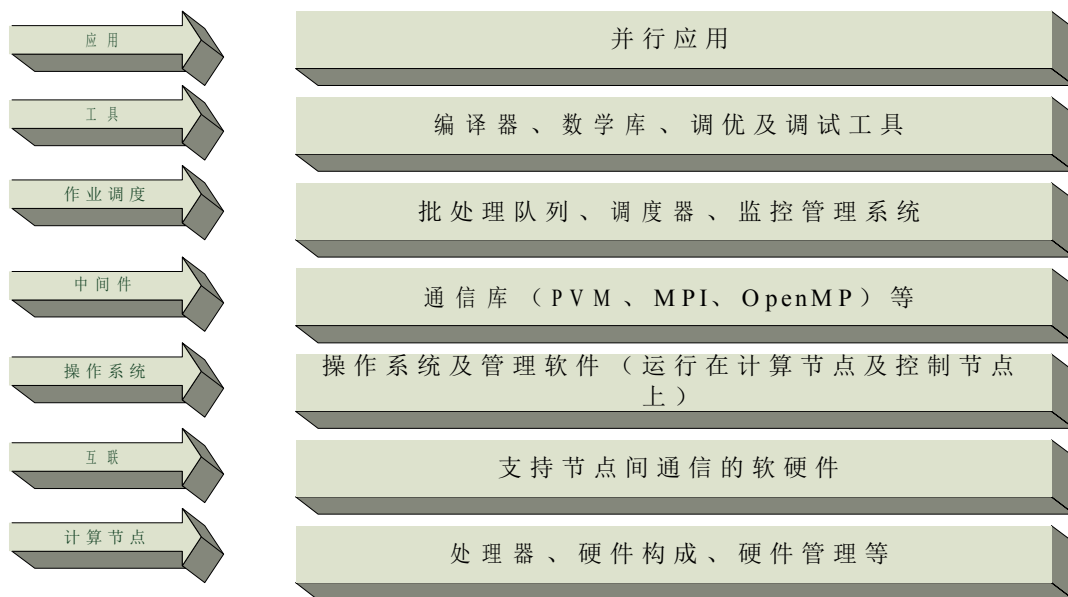 应用
并行应用
工具
编译器、数学库、调优及调试工具
作业调度
批处理队列、调度器、监控管理系统
中间件
通信库（PVM、MPI、OpenMP）等
操作系统
操作系统及管理软件（运行在计算节点及控制节点
上）
互联
支持节点间通信的软硬件
计算节点
处理器、硬件构成、硬件管理等